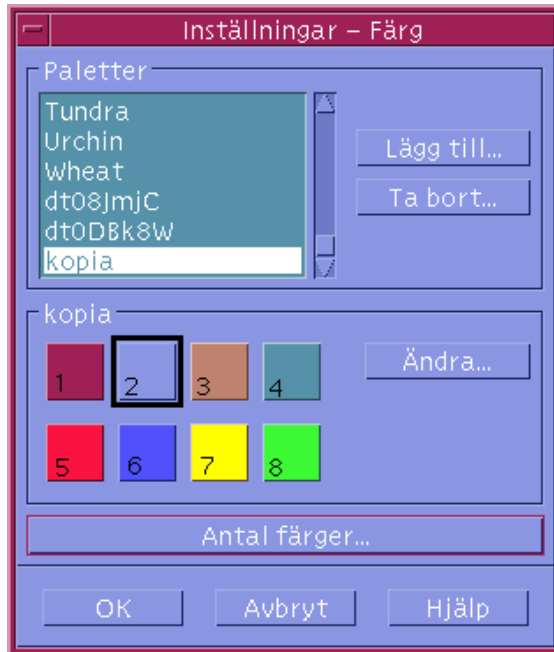 Inställningar – Färg
Paletter
Tundra
Urchin
Wheat
dt08JmjC
dt0DBk8W
kopia
Lägg till...
Ta bort...
kopia
1
2
3
4
Ändra...
5
6
7
8
Antal färger...
OK
Avbryt
Hjälp